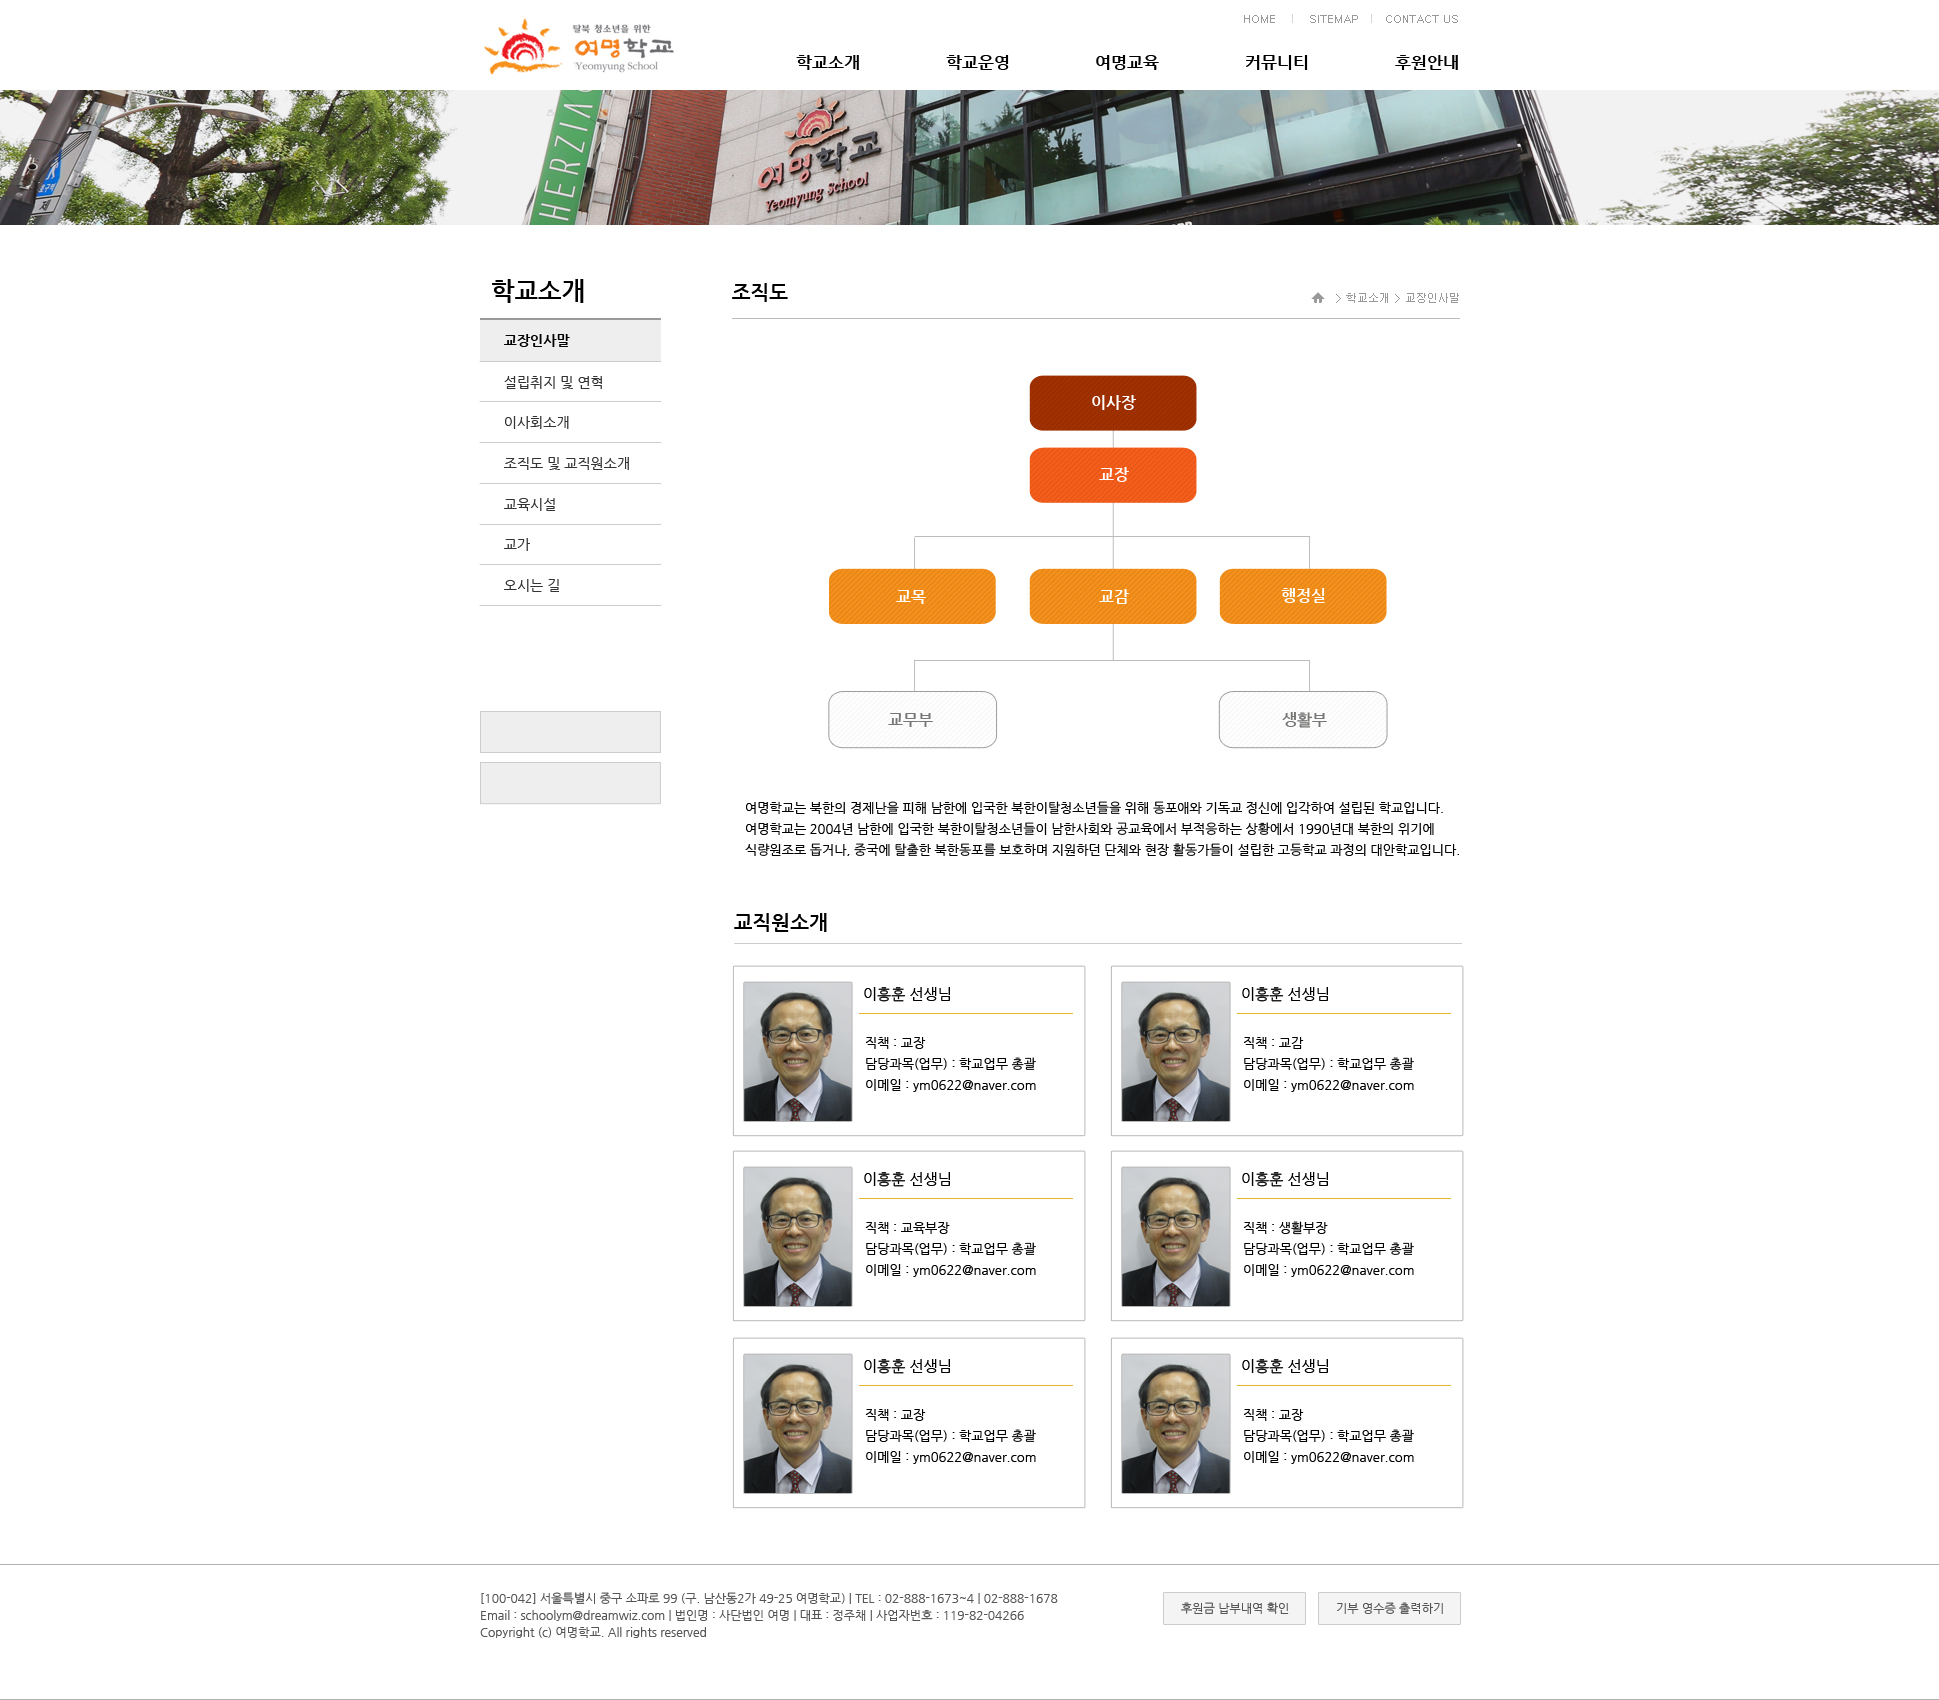 탈북 청소년을 위한
여명학교
Yeomyung School
HOME
SITEMAP
CONTACT US
학교소개
학교운영
여명교육
커뮤니티
후원안내
HERZIA
여명학교
Yeomyung School
학교소개
교장인사말
설립취지 및 연혁
이사회소개
조직도 및 교직원소개
교육시설
교가
오시는 길
조직도
> 학교소개 > 교장인사말
이사장
교장
교목
교감
행정실
교무부
생활부
여명학교는 북한의 경제난을 피해 남한에 입국한 북한이탈청소년들을 위해 동포애와 기독교 정신에 입각하여 설립된 학교입니다.
여명학교는 2004년 남한에 입국한 북한이탈청소년들이 남한사회와 공교육에서 부적응하는 상황에서 1990년대 북한의 위기에
식량원조로 돕거나, 중국에 탈출한 북한동포를 보호하며 지원하던 단체와 현장 활동가들이 설립한 고등학교 과정의 대안학교입니다.
교직원소개
이흥훈 선생님
직책 : 교장
담당과목(업무) : 학교업무 총괄
이메일 : ym0622@naver.com
이흥훈 선생님
직책 : 교감
담당과목(업무) : 학교업무 총괄
이메일 : ym0622@naver.com
이흥훈 선생님
직책 : 교육부장
담당과목(업무) : 학교업무 총괄
이메일 : ym0622@naver.com
이흥훈 선생님
직책 : 생활부장
담당과목(업무) : 학교업무 총괄
이메일 : ym0622@naver.com
이흥훈 선생님
직책 : 교장
담당과목(업무) : 학교업무 총괄
이메일 : ym0622@naver.com
이흥훈 선생님
직책 : 교장
담당과목(업무) : 학교업무 총괄
이메일 : ym0622@naver.com
[100-042] 서울특별시 중구 소파로 99 (구. 남산동2가 49-25 여명학교) | TEL : 02-888-1673~4 | 02-888-1678
Email : schoolym@dreamwiz.com | 법인명 : 사단법인 여명 | 대표 : 정주채 | 사업자번호 : 119-82-04266
Copyright (c) 여명학교. All rights reserved
후원금 납부내역 확인
기부 영수증 출력하기